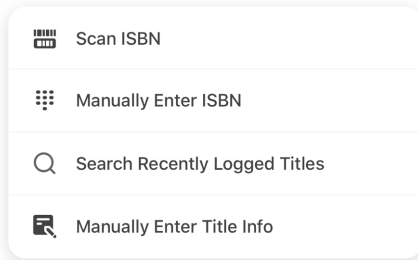 Scan ISBN
Manually Enter ISBN
Search Recently Logged Titles
Manually Enter Title Info